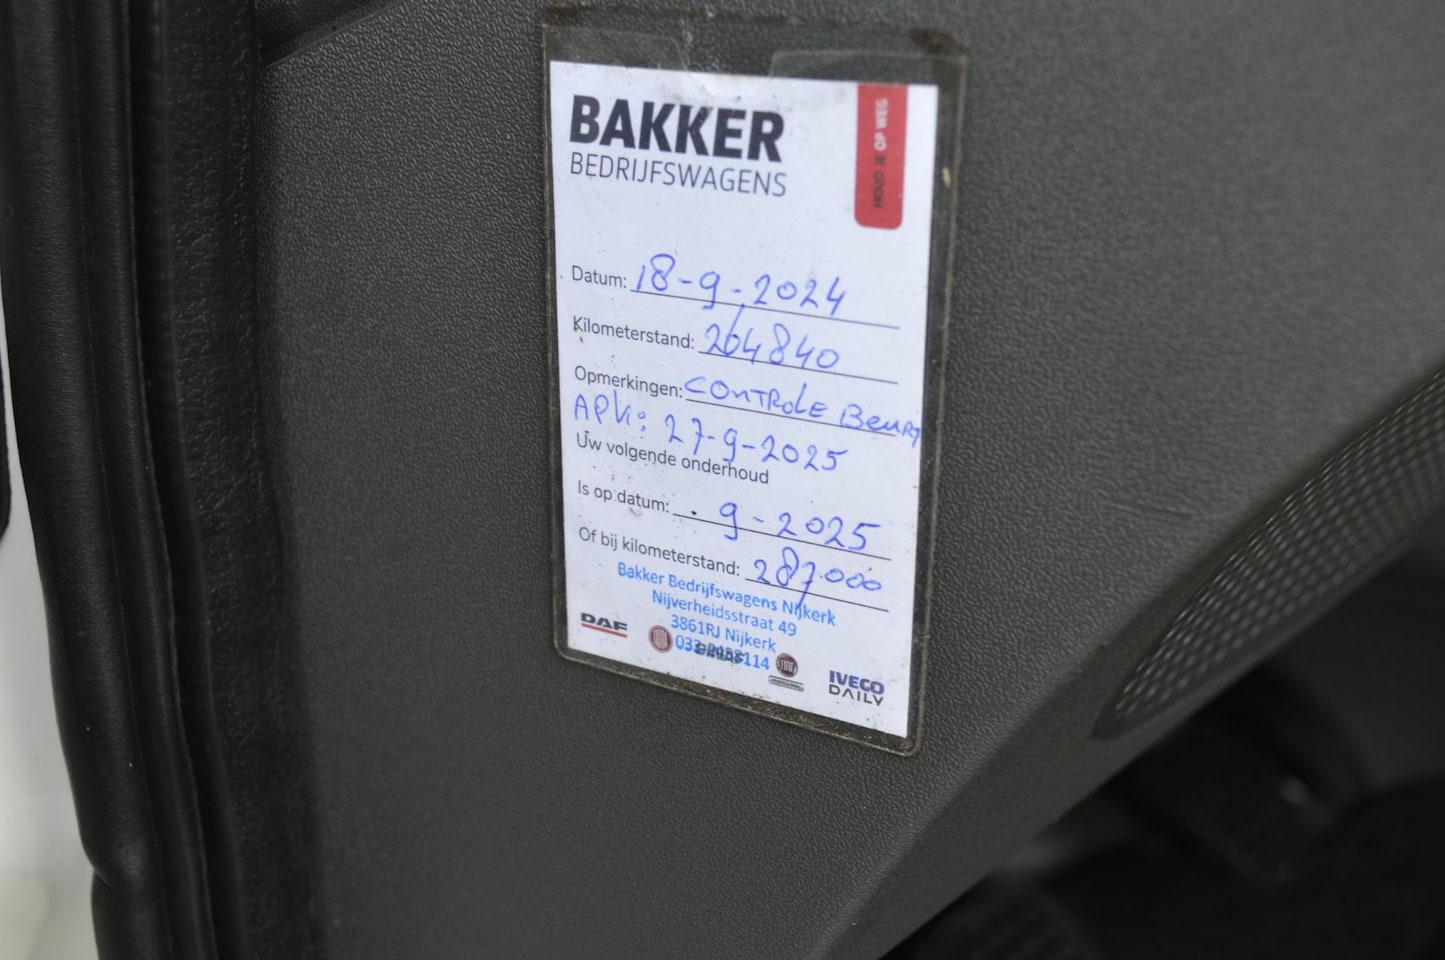 BAKKER
BEDRIJFSWAGENS
HOUD JE OP WEG
Datum: 18-9-2024
Kilometerstand: 264840
Opmerkingen: CONTROLE BEURT
APK: 27-9-2025
Uw volgende onderhoud
Is op datum: . 9-2025
Of bij kilometerstand: 287000
Bakker Bedrijfswagens Nijkerk
Nijverheidsstraat 49
3861RJ Nijkerk
DAF
FIAT
IVECO
DAILY